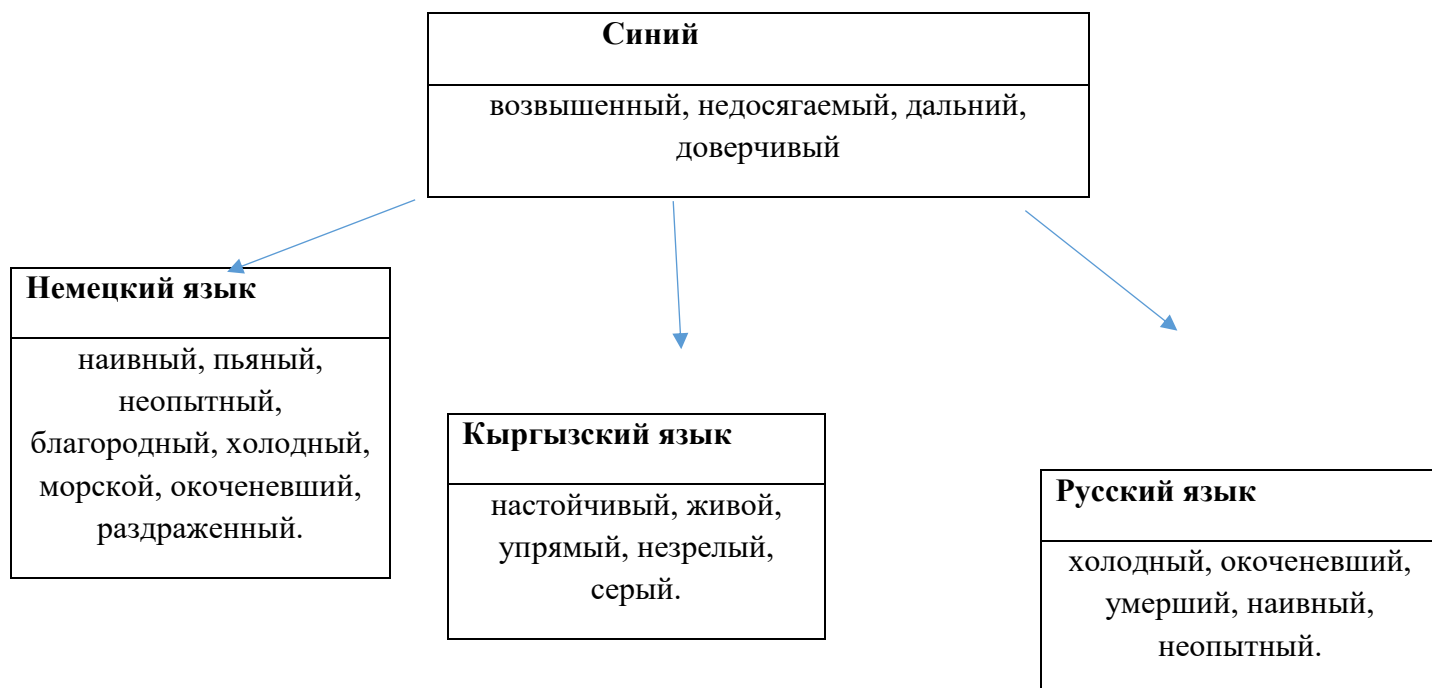 Синий
возвышенный, недосягаемый, дальний,
доверчивый
Немецкий язык
наивный, пьяный,
неопытный,
благородный, холодный,
морской, окоченевший,
раздраженный.
Кыргызский язык
настойчивый, живой,
упрямый, незрелый,
серый.
Русский язык
холодный, окоченевший,
умерший, наивный,
неопытный.